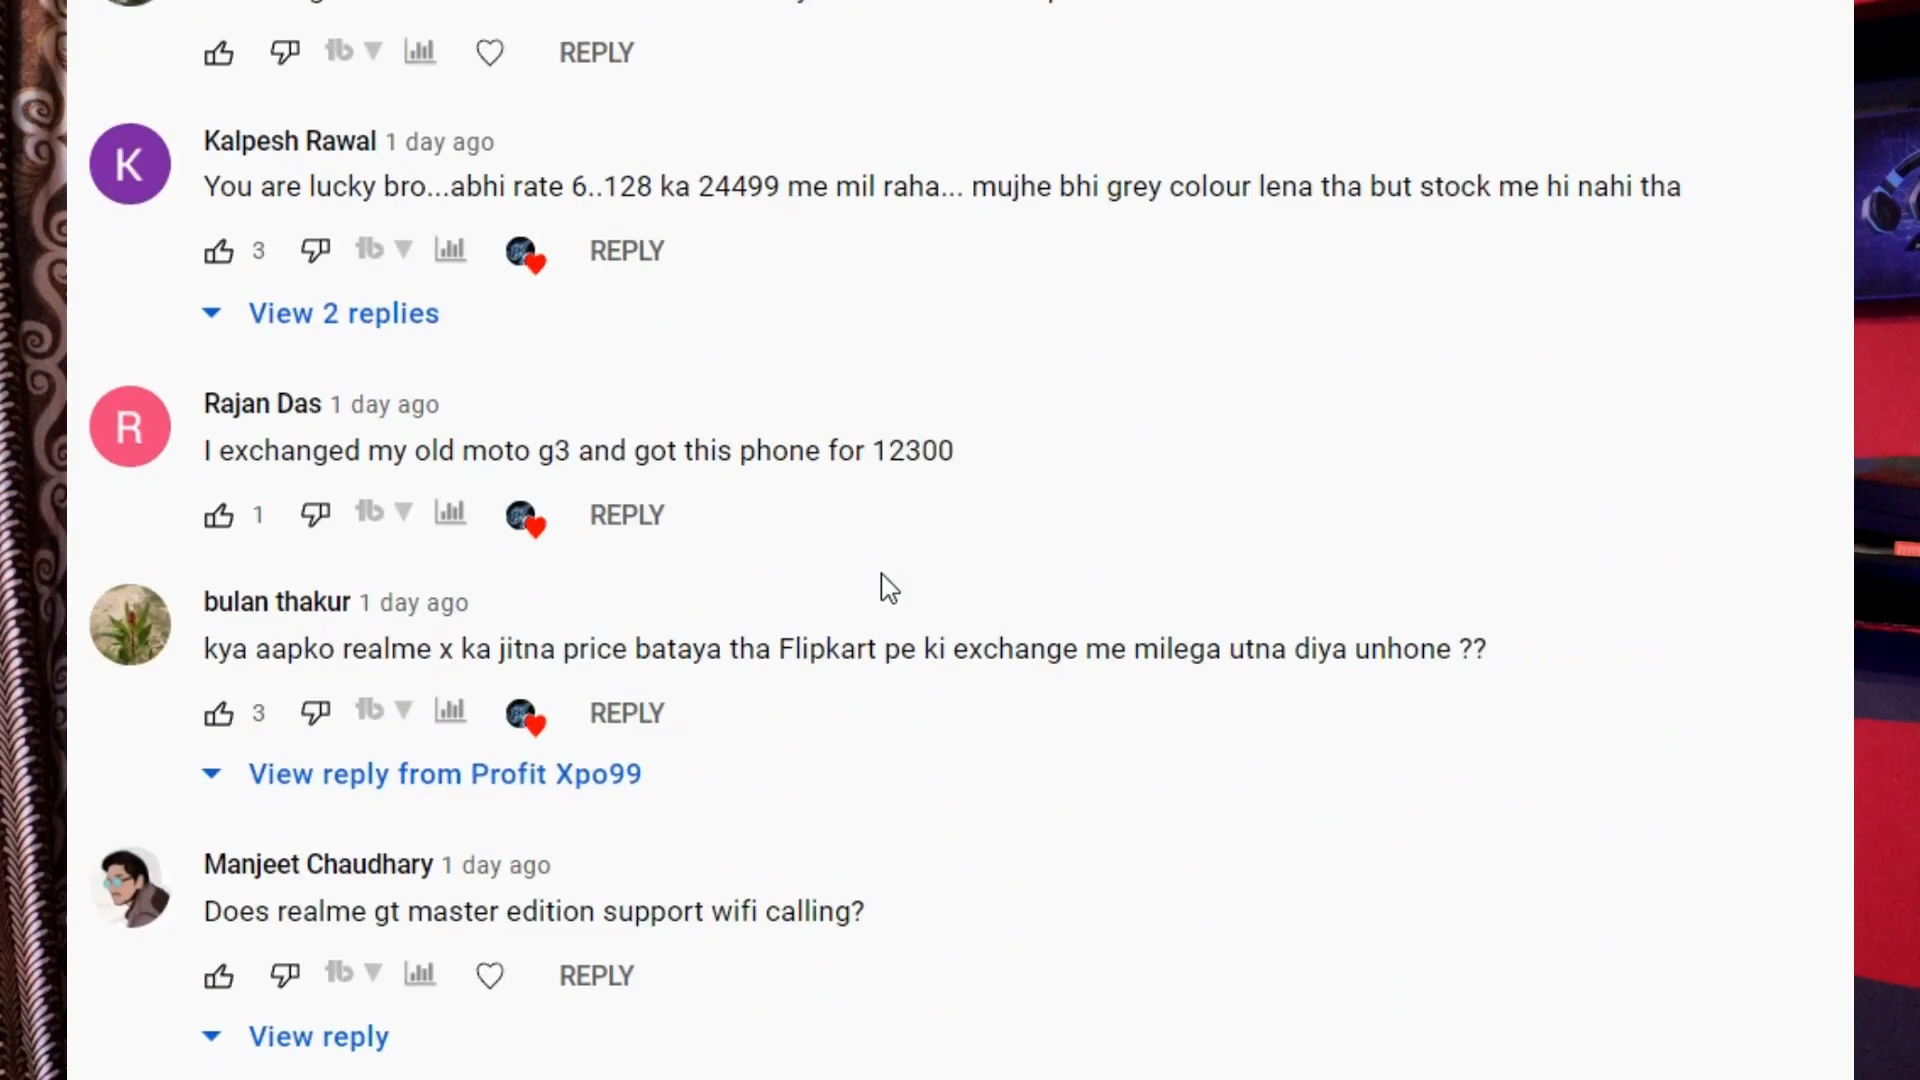 REPLY
K
Kalpesh Rawal 1 day ago
You are lucky bro...abhi rate 6..128 ka 24499 me mil raha... mujhe bhi grey colour lena tha but stock me hi nahi tha
3 REPLY
View 2 replies
R
Rajan Das 1 day ago
I exchanged my old moto g3 and got this phone for 12300
1 REPLY
bulan thakur 1 day ago
kya aapko realme x ka jitna price bataya tha Flipkart pe ki exchange me milega utna diya unhone ??
3 REPLY
View reply from Profit Xpo99
Manjeet Chaudhary 1 day ago
Does realme gt master edition support wifi calling?
REPLY
View reply